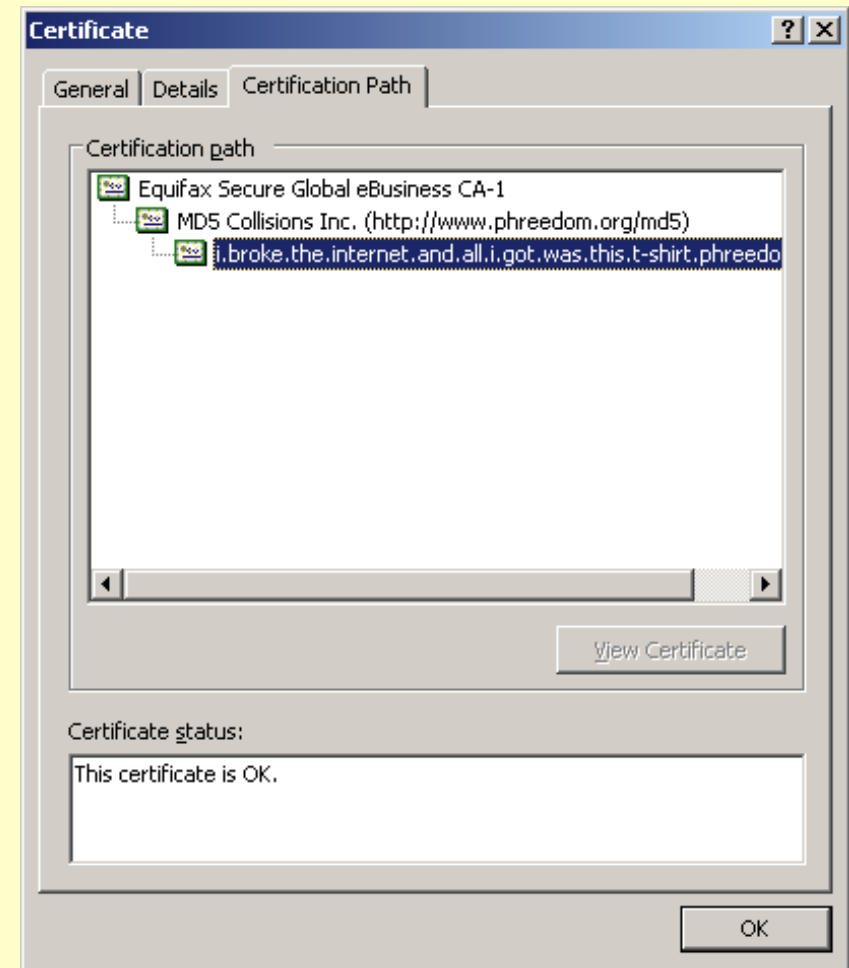 Certificate
General Details Certification Path
Certification path
Equifax Secure Global eBusiness CA-1
MD5 Collisions Inc. (http://www.phreedom.org/md5)
i.broke.the.internet.and.all.i.got.was.this.t-shirt.phreedo
View Certificate
Certificate status:
This certificate is OK.
OK